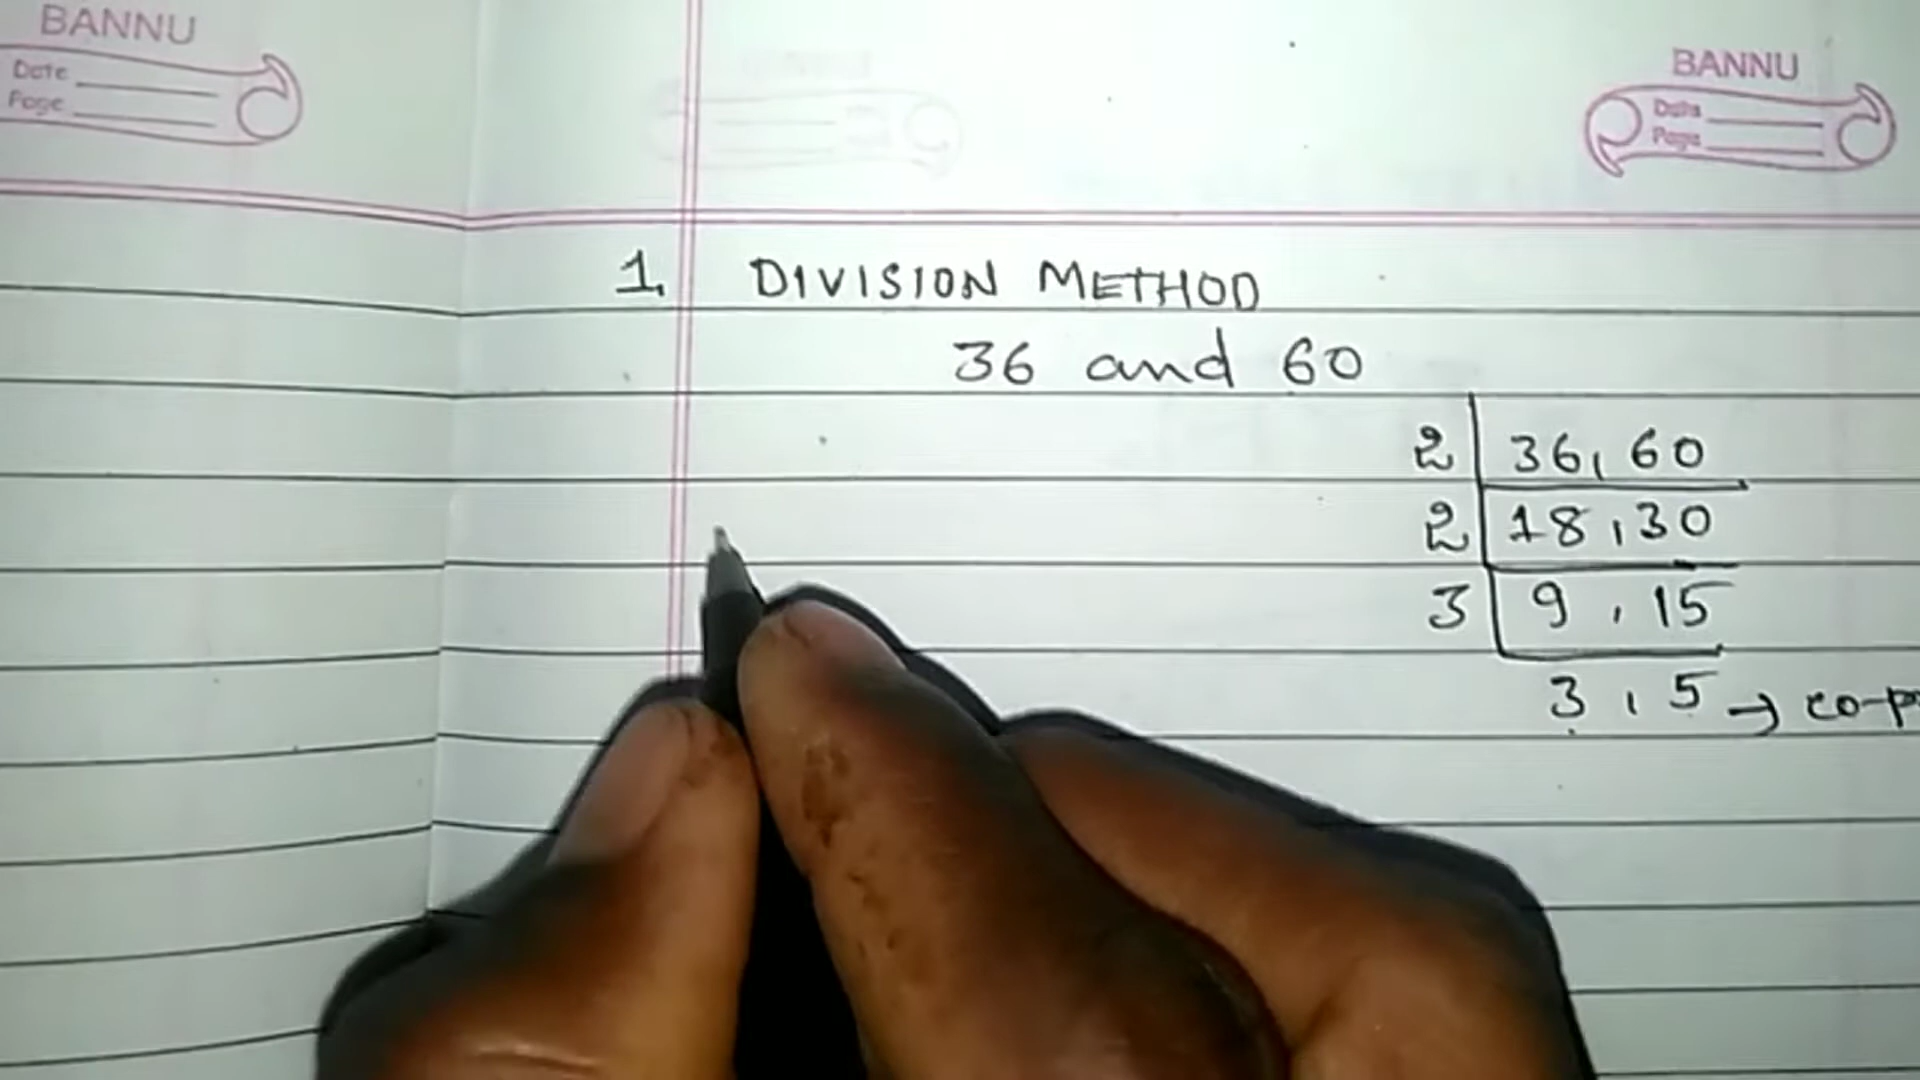 BANNU
Date
Page
BANNU
Date
Page
1. DIVISION METHOD
36 and 60
2 36, 60
2 18, 30
3 9, 15
3, 5 → co-p